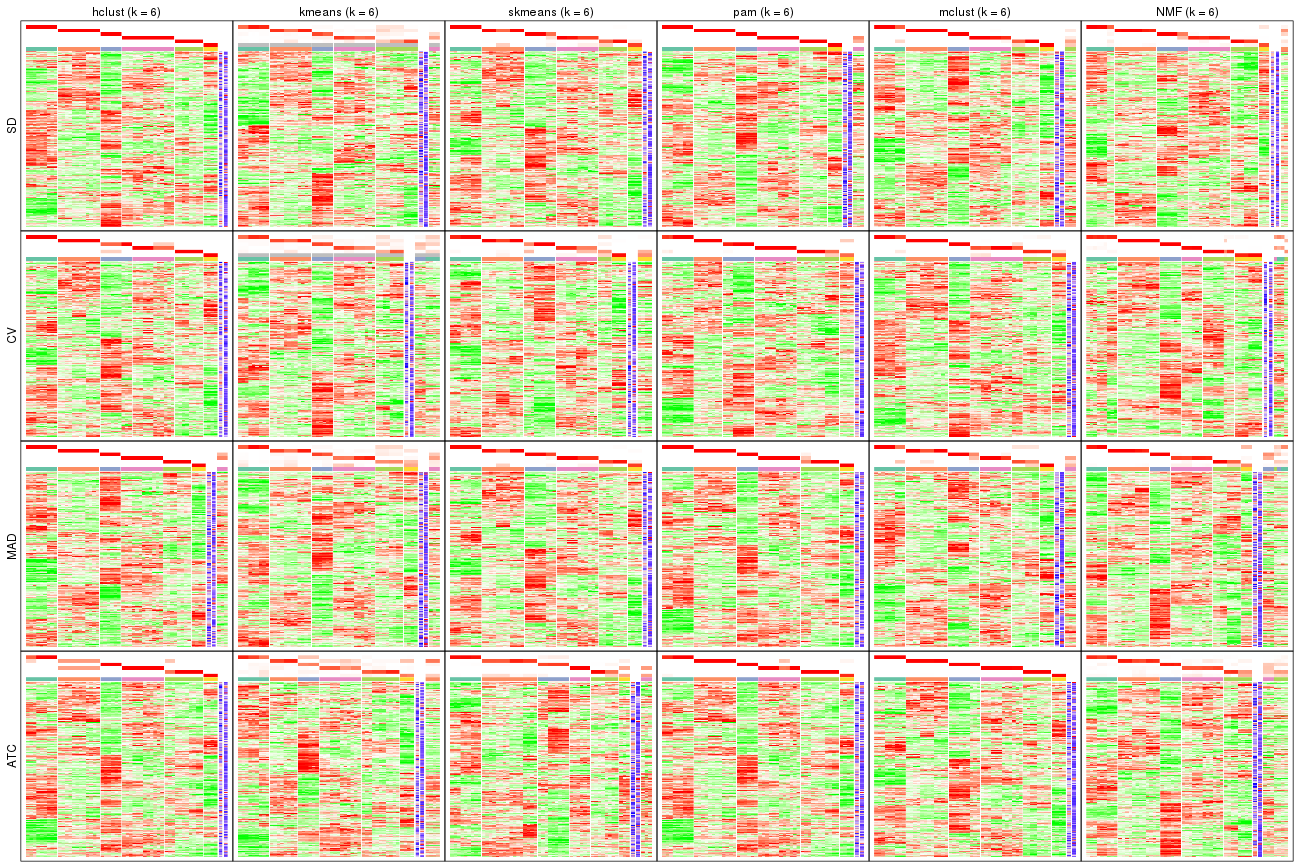 hclust (k = 6) kmeans (k = 6) skmeans (k = 6) pam (k = 6) mclust (k = 6) NMF (k = 6)
SD
CV
MAD
ATC